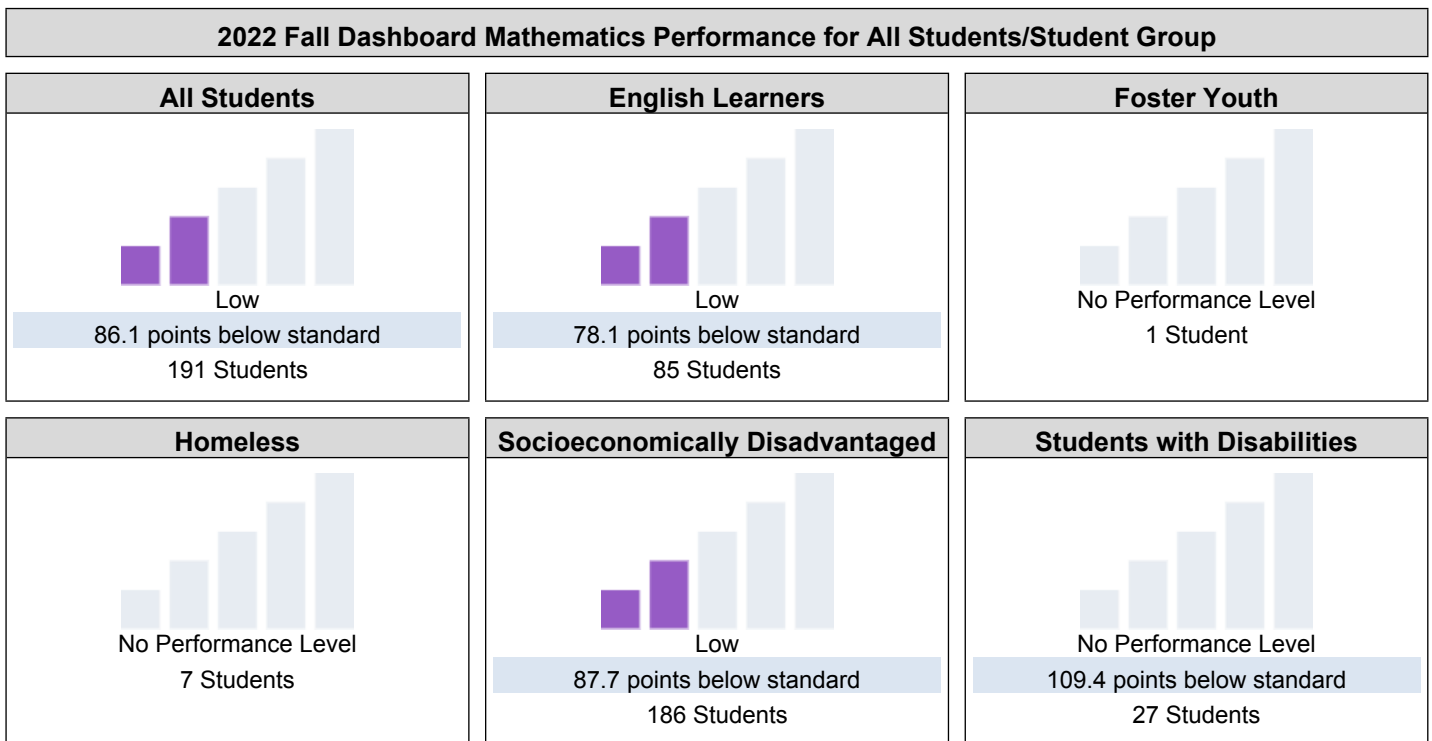 2022 Fall Dashboard Mathematics Performance for All Students/Student Group
All Students
Low
86.1 points below standard
191 Students
English Learners
Low
78.1 points below standard
85 Students
Foster Youth
No Performance Level
1 Student
Homeless
No Performance Level
7 Students
Socioeconomically Disadvantaged
Low
87.7 points below standard
186 Students
Students with Disabilities
No Performance Level
109.4 points below standard
27 Students